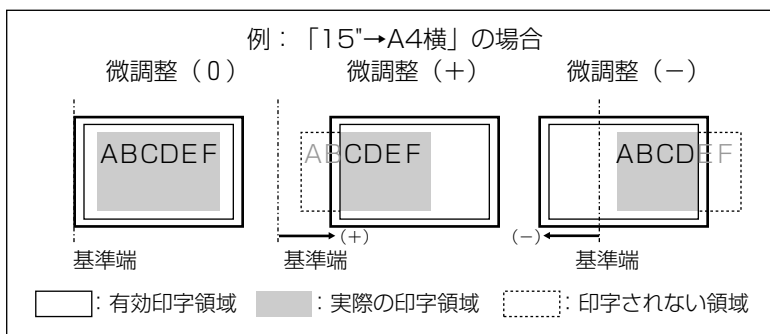 例：「15"→A4横」の場合
微調整（0） 微調整（＋） 微調整（－）
ABCDEF ABCDEF ABCDEF
（＋） （－）
基準端 基準端 基準端
：有効印字領域 ：実際の印字領域 ：印字されない領域